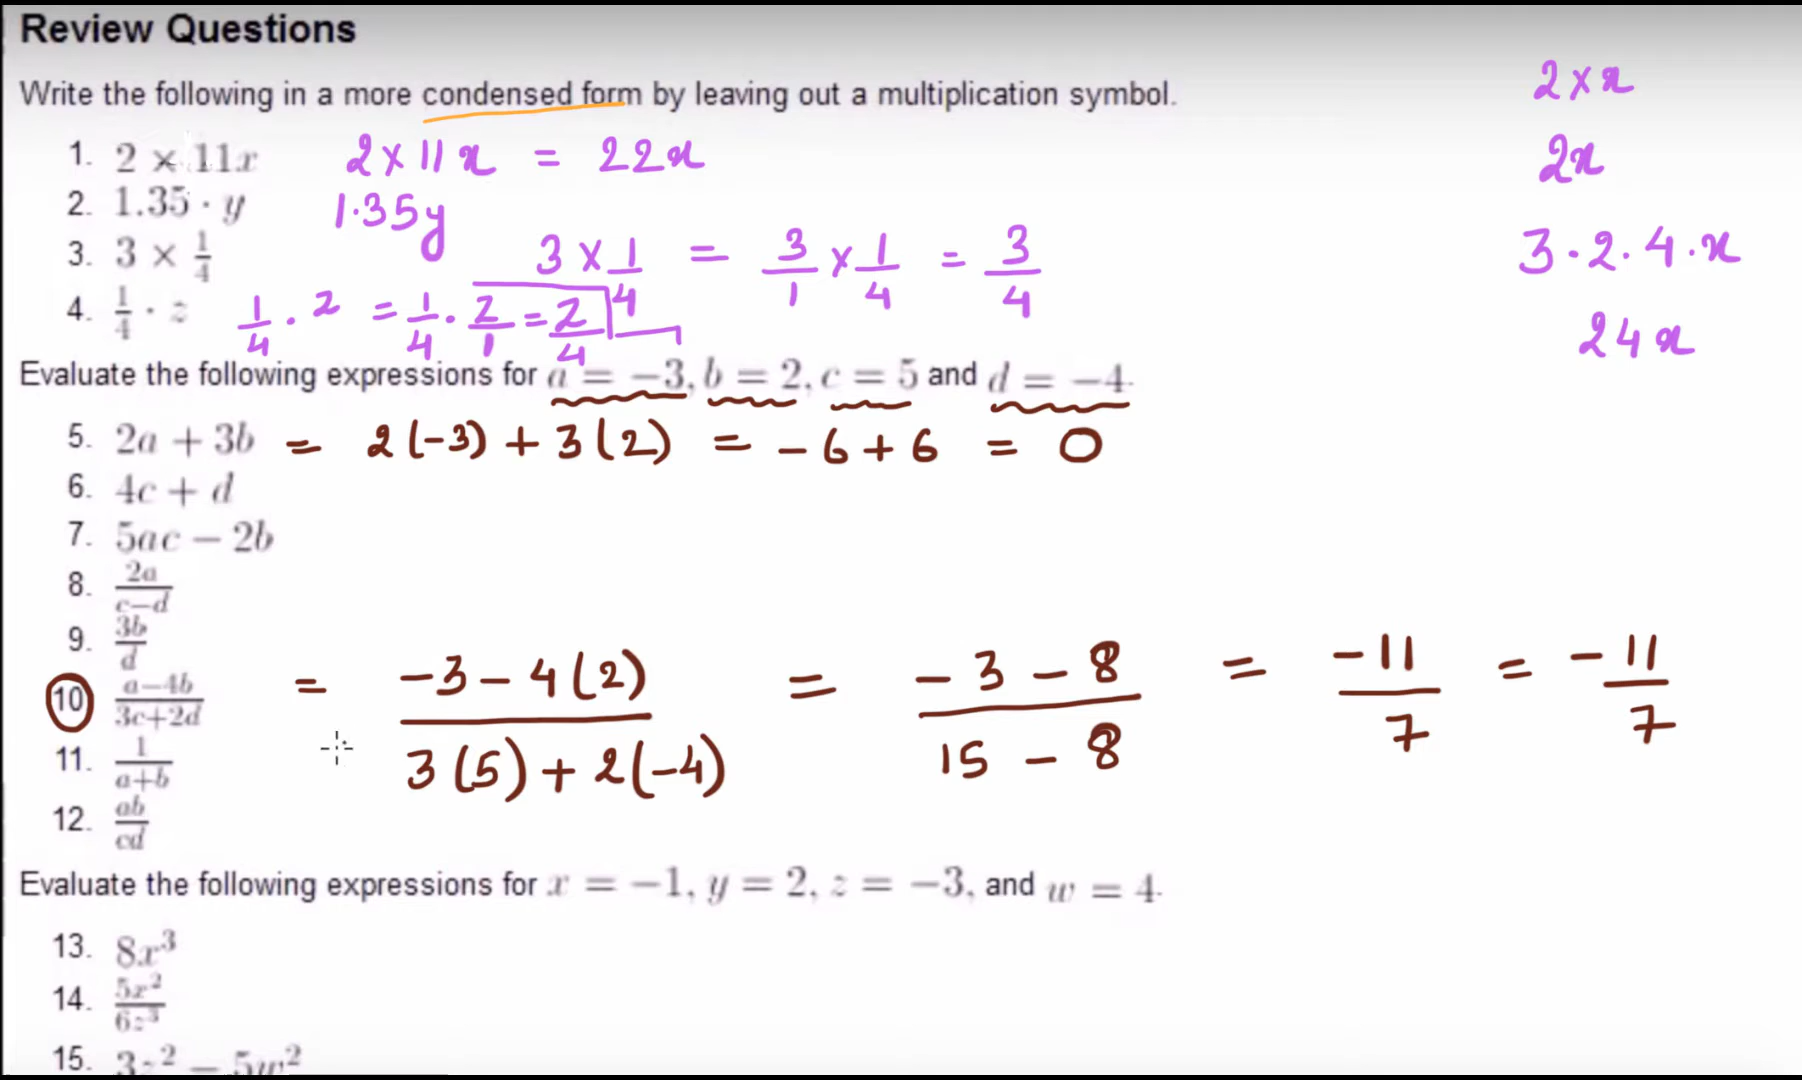 Review Questions
Write the following in a more condensed form by leaving out a multiplication symbol.
2 × x
1. 2 × 11x 2 × 11x = 22x
2x
2. 1.35 · y 1.35y
3. 3 × 1/4 3 × 1/4 = 3/1 × 1/4 = 3/4
3 · 2 · 4 · x
4. 1/4 · z 1/4 · z = 1/4 · z/1 = z/4
24x
Evaluate the following expressions for a = −3, b = 2, c = 5 and d = −4.
5. 2a + 3b = 2(−3) + 3(2) = −6 + 6 = 0
6. 4c + d
7. 5ac − 2b
8. 2a/c−d
9. 3b/d
10. a−4b/3c+2d = −3 − 4(2)/3(5) + 2(−4) = −3 − 8/15 − 8 = −11/7 = −11/7
11. 1/a+b
12. ab/cd
Evaluate the following expressions for x = −1, y = 2, z = −3, and w = 4.
13. 8x³
14. 5x²/6z³
15. 3z² − 5w²